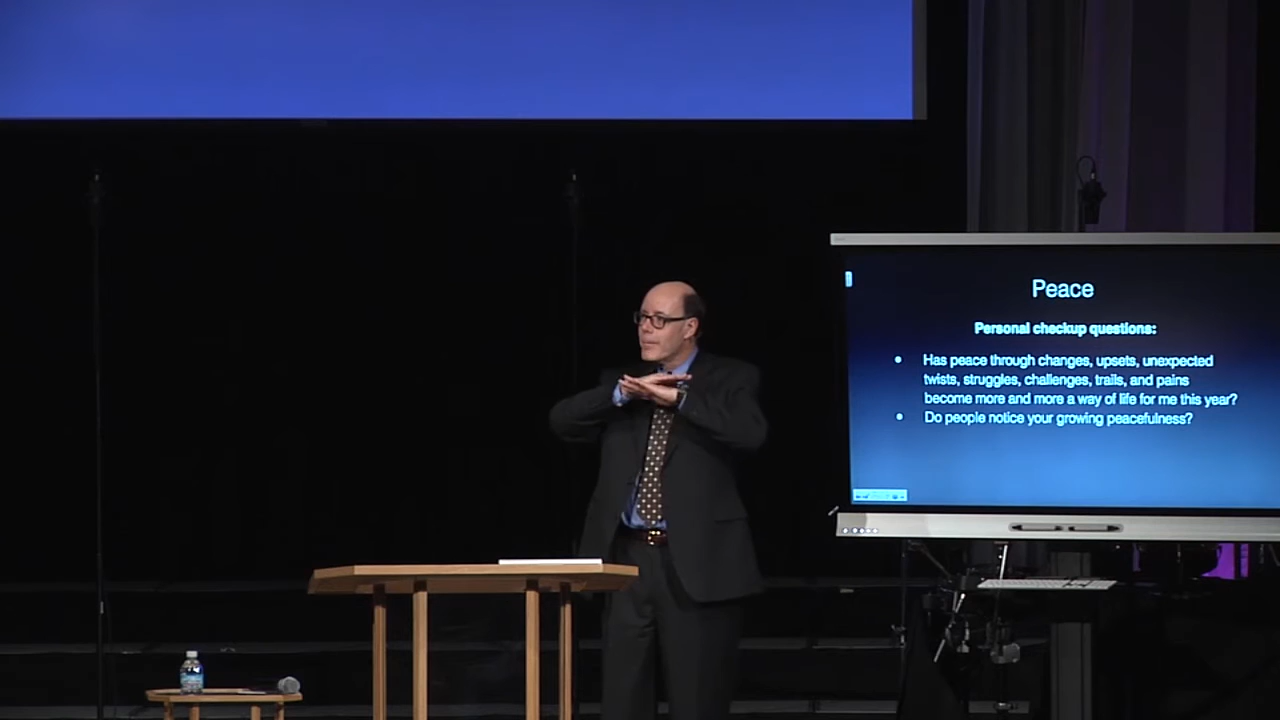 Peace
Personal checkup questions:
• Has peace through changes, upsets, unexpected
twists, struggles, challenges, trails, and pains
become more and more a way of life for me this year?
• Do people notice your growing peacefulness?